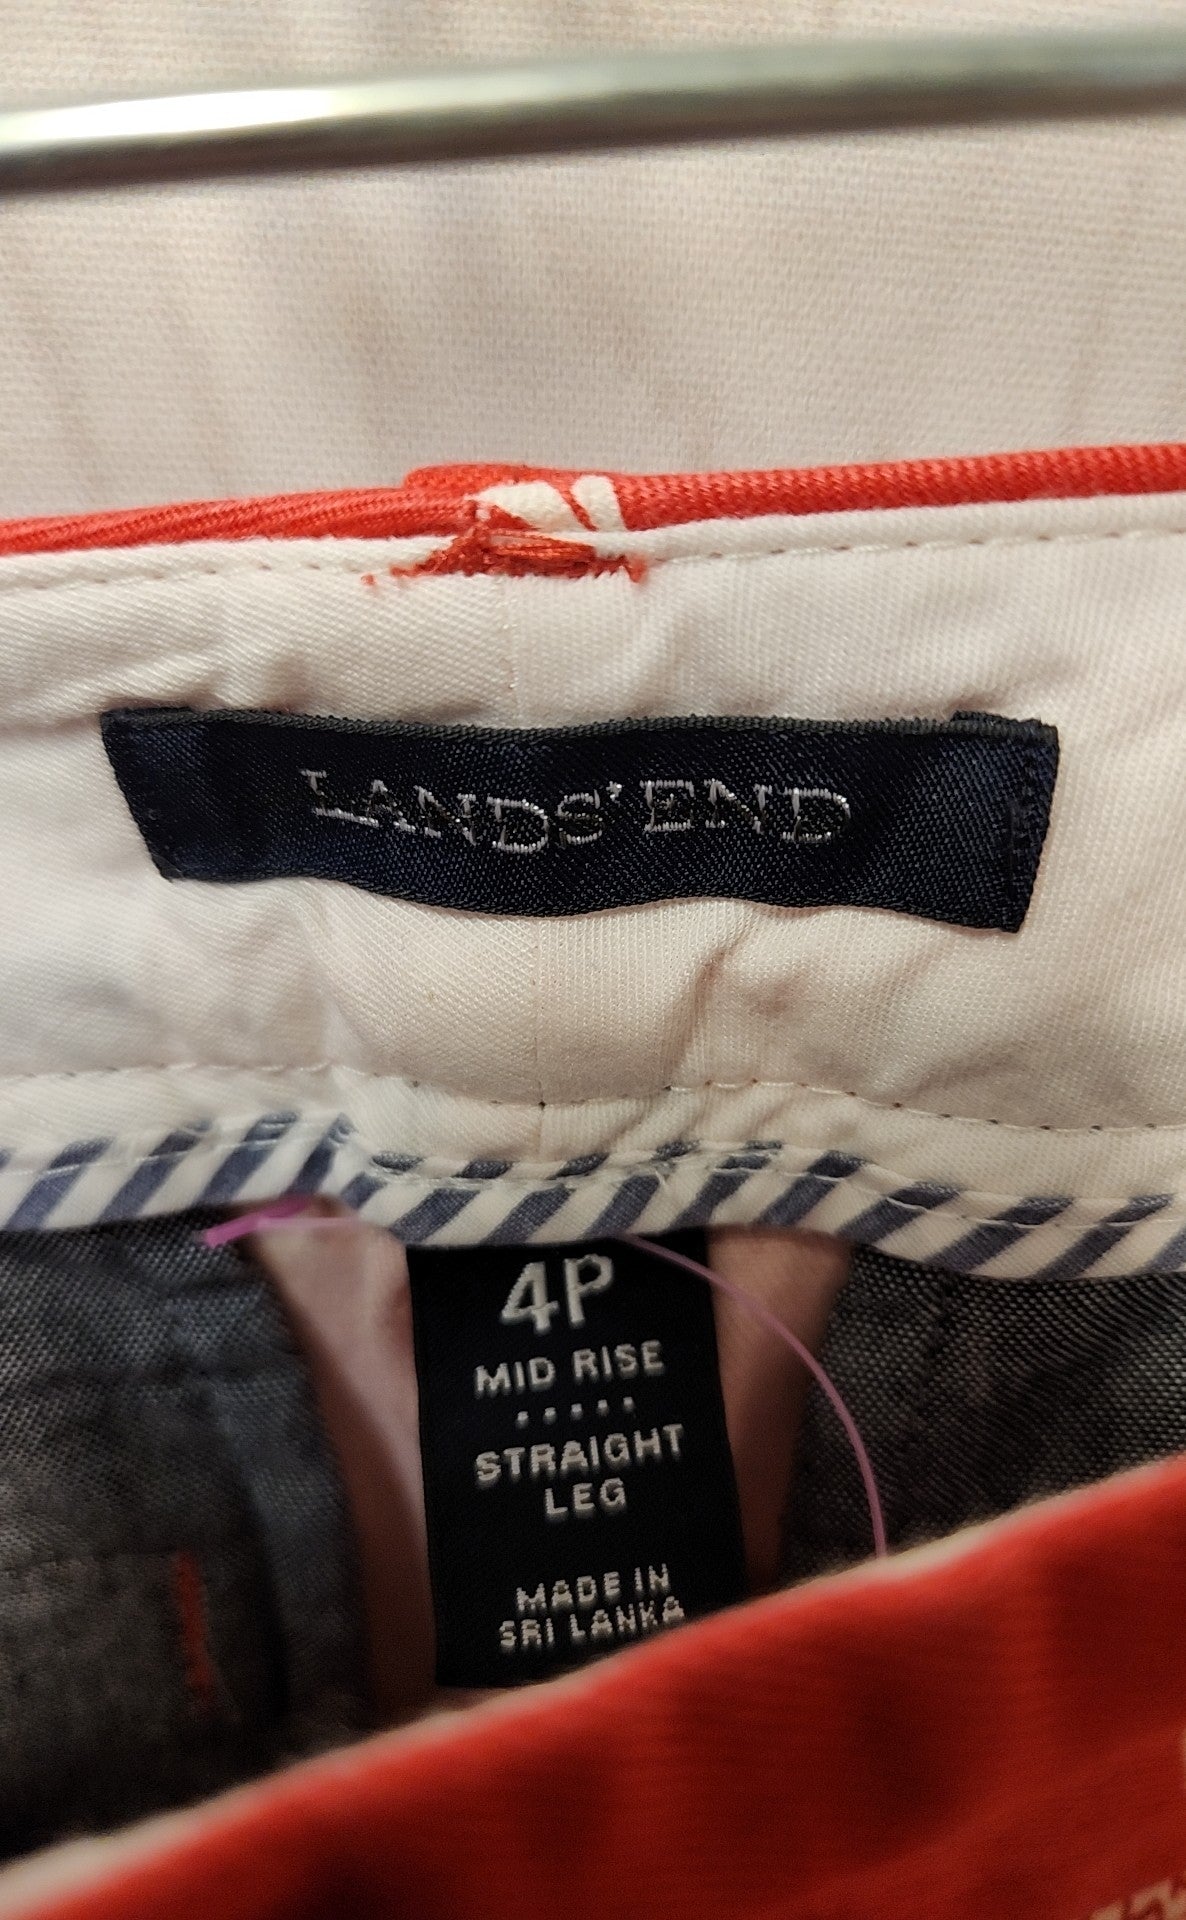 LANDS' END
4P
MID RISE
.....
STRAIGHT
LEG
MADE IN
SRI LANKA